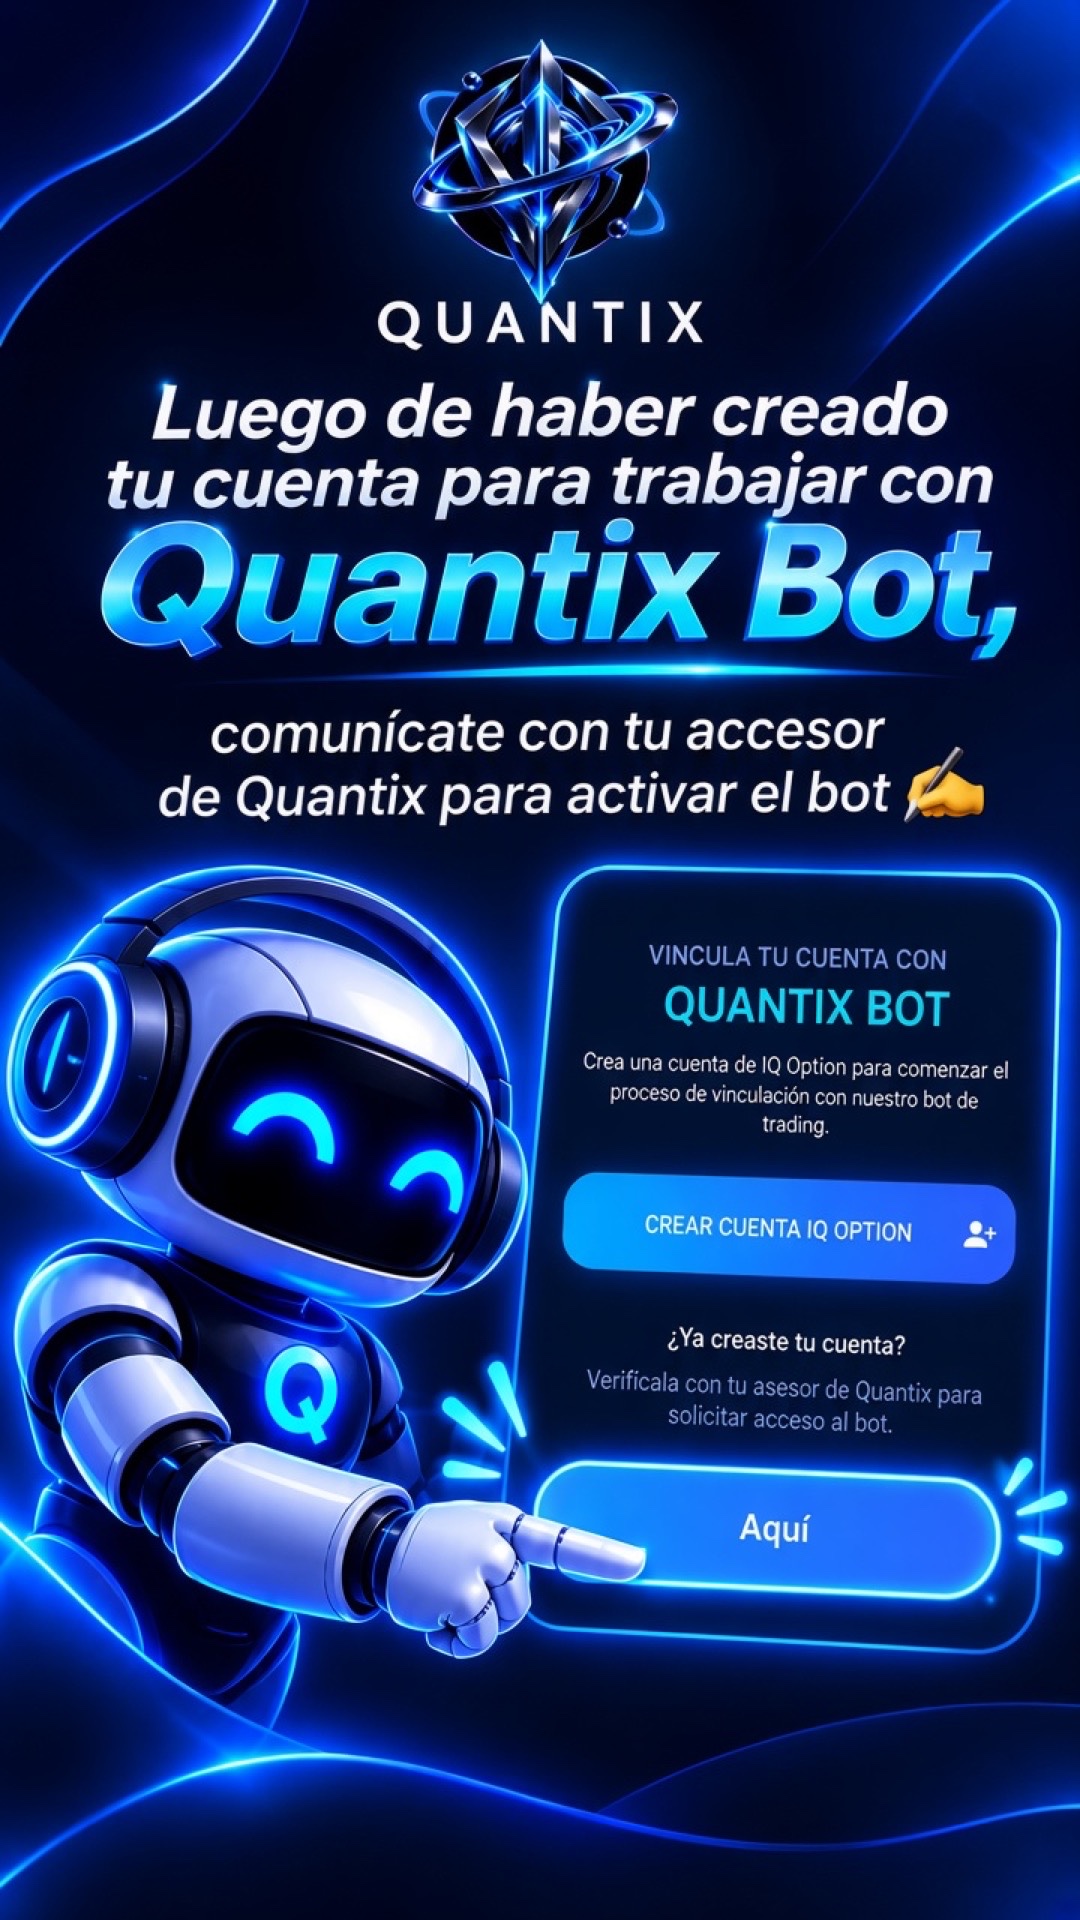 QUANTIX
Luego de haber creado
tu cuenta para trabajar con
Quantix Bot,
comunícate con tu accesor
de Quantix para activar el bot ✍️
VINCULA TU CUENTA CON
QUANTIX BOT
Crea una cuenta de IQ Option para comenzar el
proceso de vinculación con nuestro bot de
trading.
CREAR CUENTA IQ OPTION
¿Ya creaste tu cuenta?
Verifícala con tu asesor de Quantix para
solicitar acceso al bot.
Q
Aquí